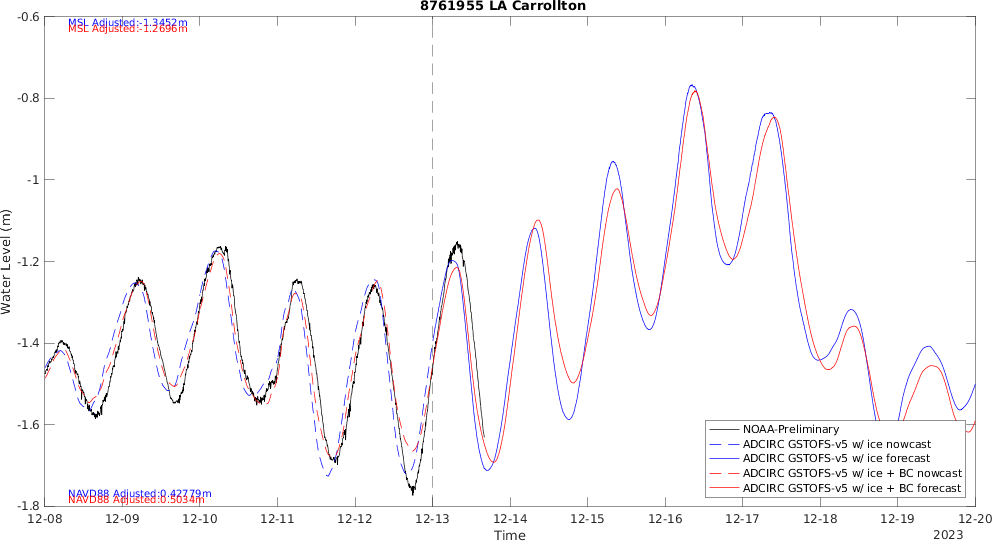 8761955 LA Carrollton
MSL Adjusted:-1.3452m
MSL Adjusted:-1.2696m
Water Level (m)
-0.6
-0.8
-1
-1.2
-1.4
-1.6
-1.8
NAVD88 Adjusted:0.42779m
NAVD88 Adjusted:0.5034m
NOAA-Preliminary
ADCIRC GSTOFS-v5 w/ ice nowcast
ADCIRC GSTOFS-v5 w/ ice forecast
ADCIRC GSTOFS-v5 w/ ice + BC nowcast
ADCIRC GSTOFS-v5 w/ ice + BC forecast
12-08 12-09 12-10 12-11 12-12 12-13 12-14 12-15 12-16 12-17 12-18 12-19 12-20
Time
2023